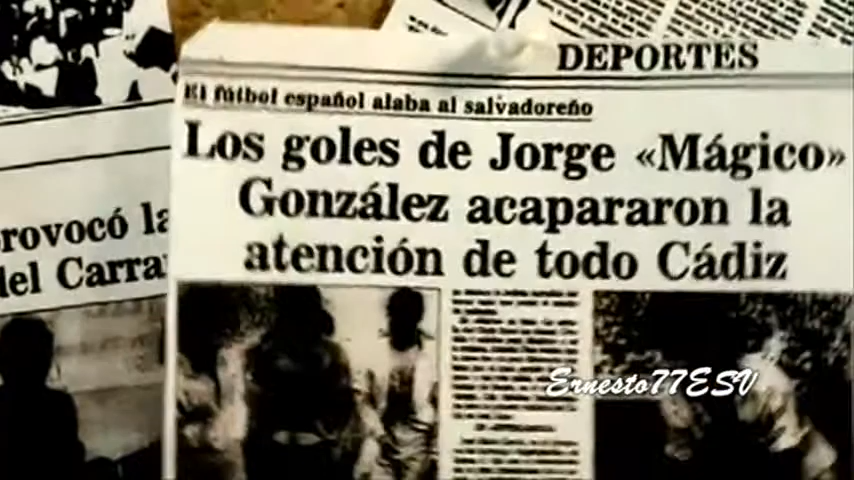 DEPORTES
El fútbol español alaba al salvadoreño
Los goles de Jorge «Mágico»
González acapararon la
atención de todo Cádiz
rovocó la
del Carra
Ernesto77ESV